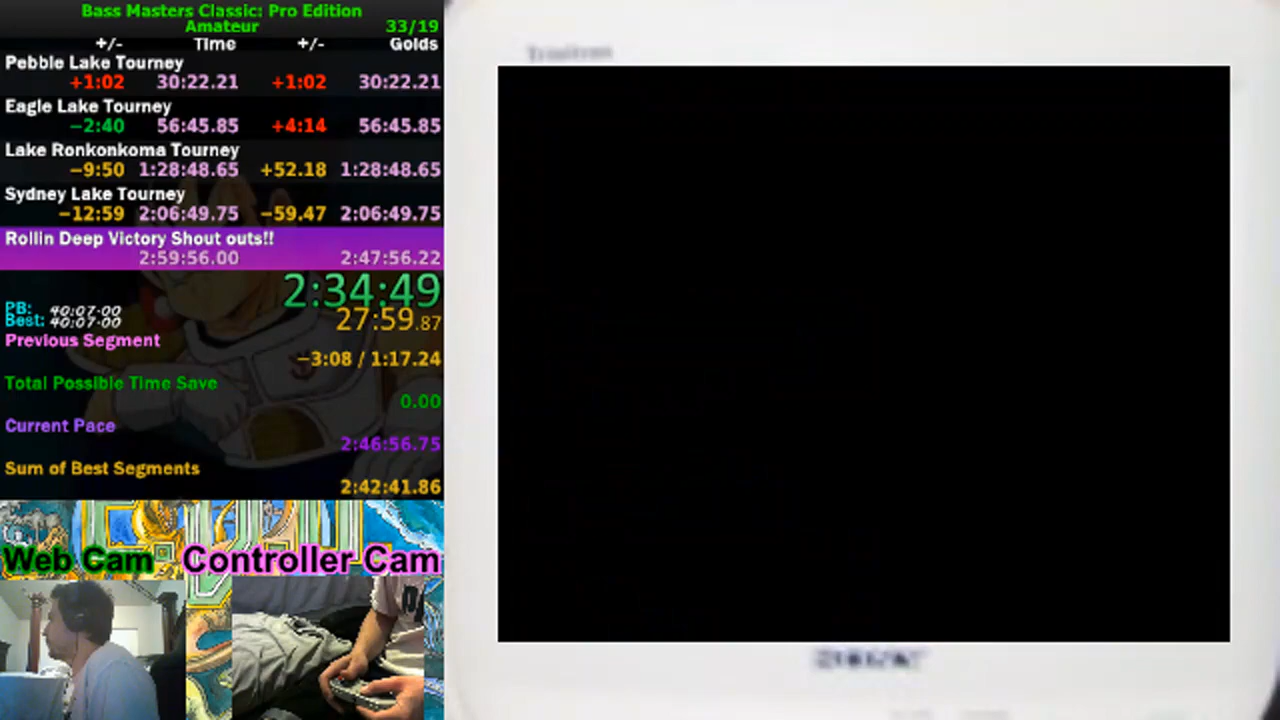 Bass Masters Classic: Pro Edition
Amateur 33/19
+/- Time +/- Golds
Pebble Lake Tourney
+1:02 30:22.21 +1:02 30:22.21
Eagle Lake Tourney
−2:40 56:45.85 +4:14 56:45.85
Lake Ronkonkoma Tourney
−9:50 1:28:48.65 +52.18 1:28:48.65
Sydney Lake Tourney
−12:59 2:06:49.75 −59.47 2:06:49.75
Rollin Deep Victory Shout outs!!
2:59:56.00 2:47:56.22
2:34:49
PB: 40:07.00
Best: 40:07.00
27:59.87
Previous Segment
−3:08 / 1:17.24
Total Possible Time Save
0.00
Current Pace
2:46:56.75
Sum of Best Segments
2:42:41.86
Web Cam Controller Cam